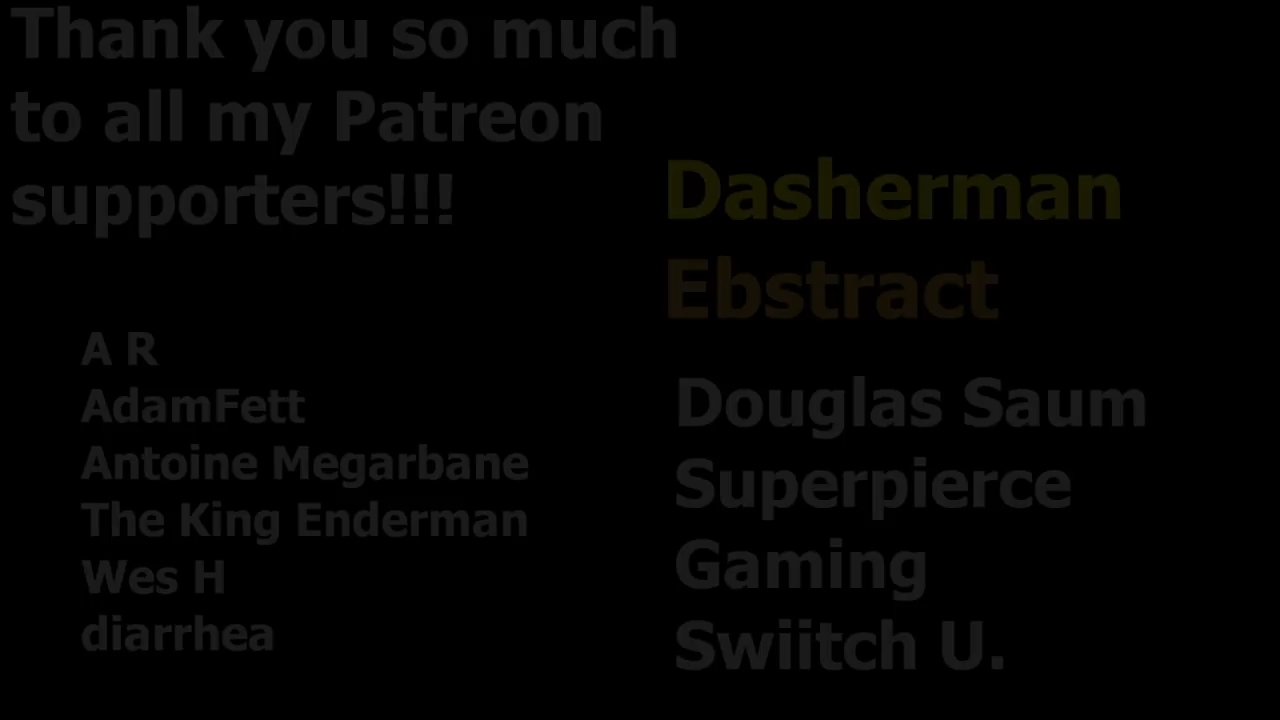 Thank you so much
to all my Patreon
supporters!!!
A R
AdamFett
Antoine Megarbane
The King Enderman
Wes H
diarrhea
Dasherman
Ebstract
Douglas Saum
Superpierce
Gaming
Swiitch U.